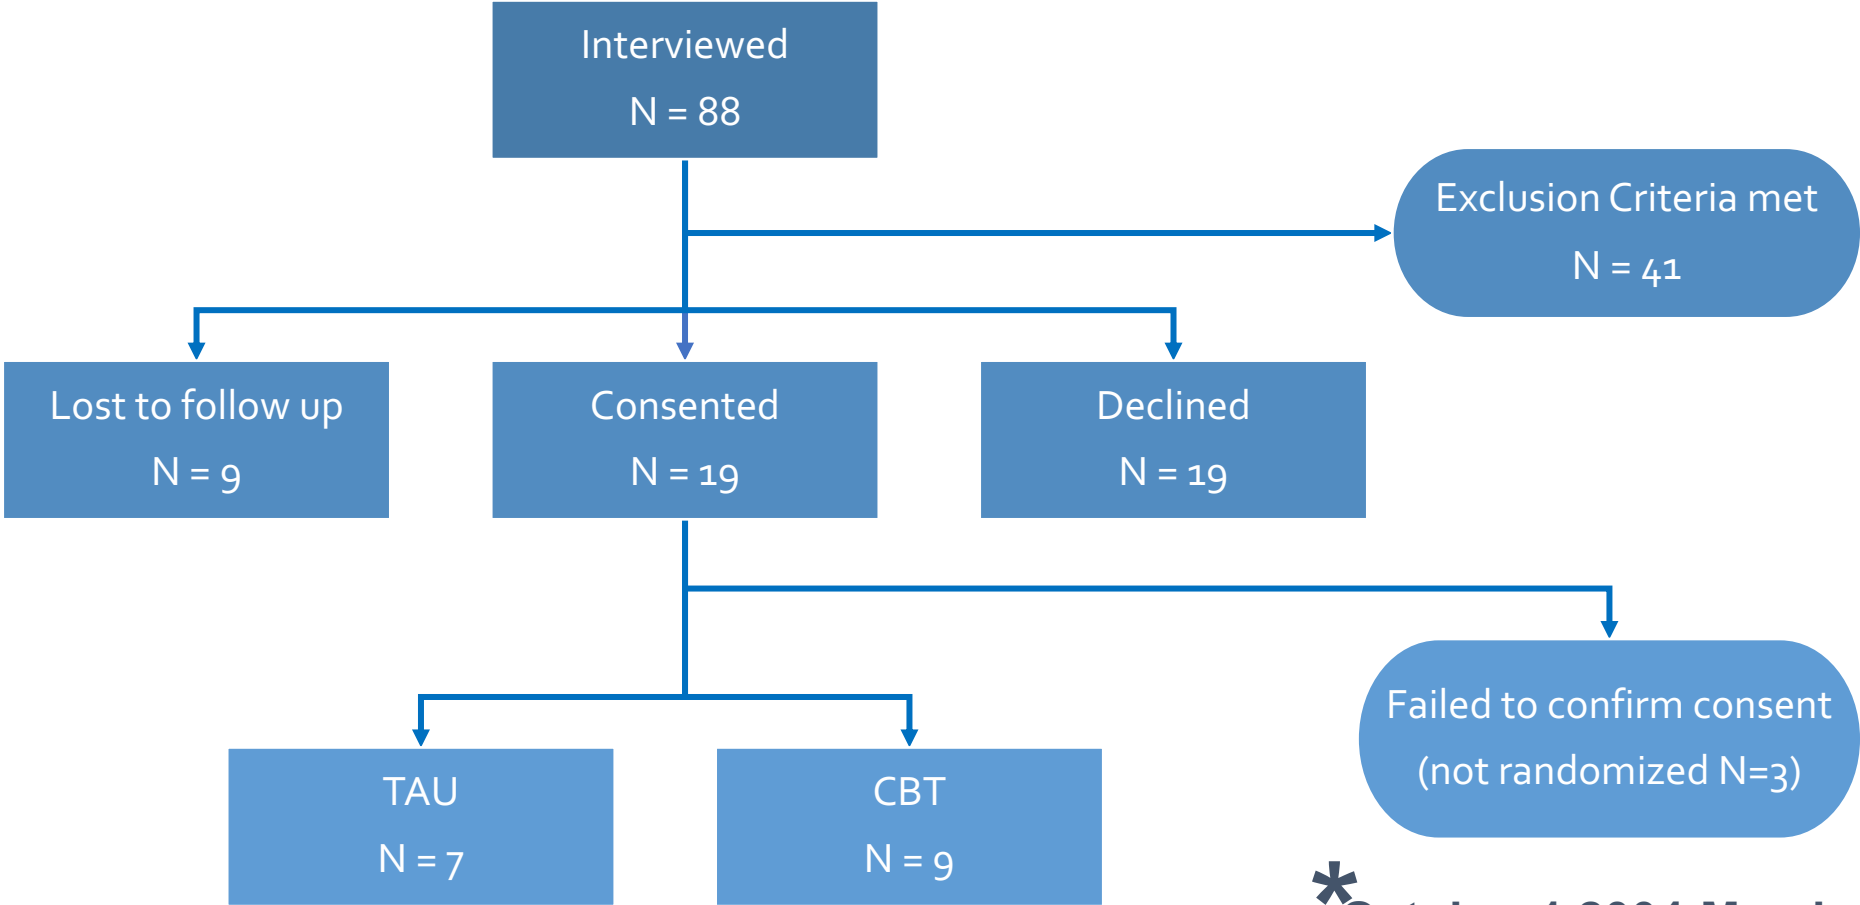 Interviewed
N = 88
Exclusion Criteria met
N = 41
Lost to follow up
N = 9
Consented
N = 19
Declined
N = 19
Failed to confirm consent
(not randomized N=3)
TAU
N = 7
CBT
N = 9
*